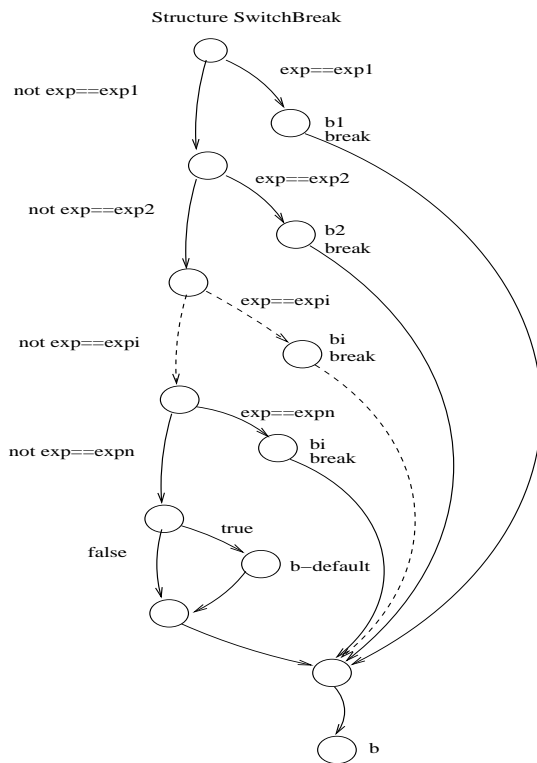 Structure SwitchBreak
exp==exp1
not exp==exp1
b1
break
exp==exp2
not exp==exp2
b2
break
exp==expi
not exp==expi
bi
break
exp==expn
not exp==expn
bi
break
true
false
b-default
b